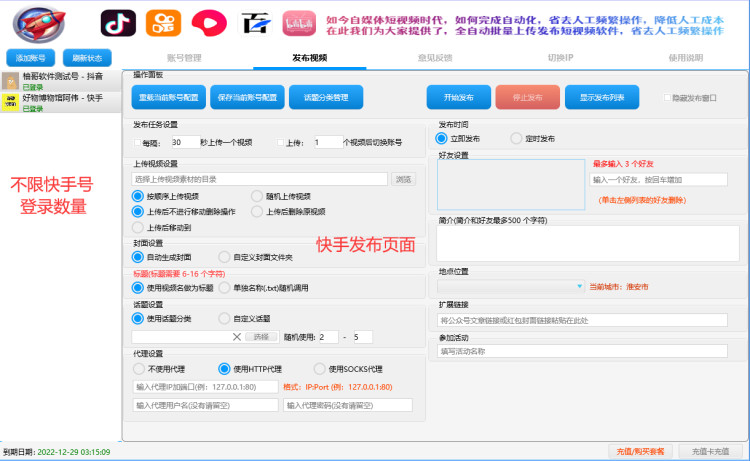 如今自媒体短视频时代，如何完成自动化，省去人工频繁操作，降低人工成本
在此我们为大家提供了，全自动批量上传发布短视频软件，省去人工频繁操作
添加账号
刷新状态
账号管理
发布视频
意见反馈
切换IP
使用说明
柚哥软件测试号 - 抖音
已登录
好物博物馆阿伟 - 快手
已登录
不限快手号
登录数量
操作面板
重载当前账号配置
保存当前账号配置
话题分类管理
开始发布
停止发布
显示发布列表
隐藏发布窗口
发布任务设置
每隔: 30 秒上传一个视频
上传: 1 个视频后切换账号
上传视频设置
选择上传视频素材的目录
浏览
按顺序上传视频
随机上传视频
上传后不进行移动删除操作
上传后删除原视频
上传后移动到
快手发布页面
封面设置
自动生成封面
自定义封面文件夹
标题(标题需要 6-16 个字符)
使用视频名做为标题
单独名称(.txt)随机调用
话题设置
使用话题分类
自定义话题
选择
随机使用: 2 - 5
代理设置
不使用代理
使用HTTP代理
使用SOCKS代理
输入代理IP加端口(例: 127.0.0.1:80)
格式: IP:Port (例: 127.0.0.1:80)
输入代理用户名(没有请留空)
输入代理密码(没有请留空)
发布时间
立即发布
定时发布
好友设置
最多输入 3 个好友
输入一个好友，按回车增加
(单击左侧列表的好友删除)
简介(简介和好友最多500 个字符)
地点位置
当前城市: 淮安市
扩展链接
将公众号文章链接或红包封面链接粘贴在此处
参加活动
填写活动名称
到期日期: 2022-12-29 03:15:09
充值/购买套餐
充值卡充值